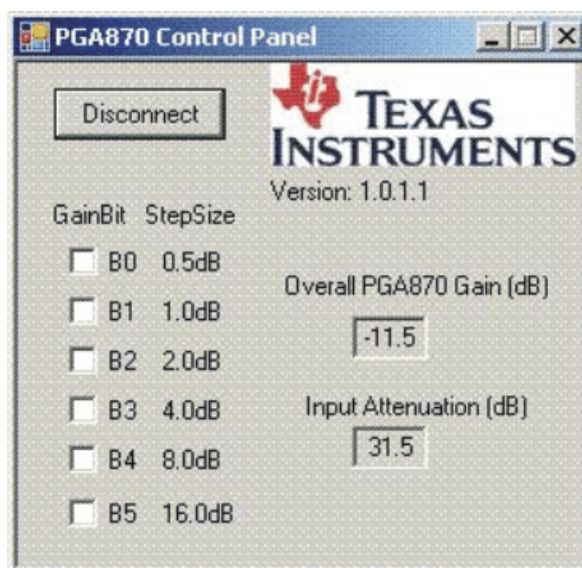 PGA870 Control Panel
Disconnect
TEXAS
INSTRUMENTS
Version: 1.0.1.1
GainBit StepSize
B0 0.5dB
B1 1.0dB
B2 2.0dB
B3 4.0dB
B4 8.0dB
B5 16.0dB
Overall PGA870 Gain (dB)
-11.5
Input Attenuation (dB)
31.5